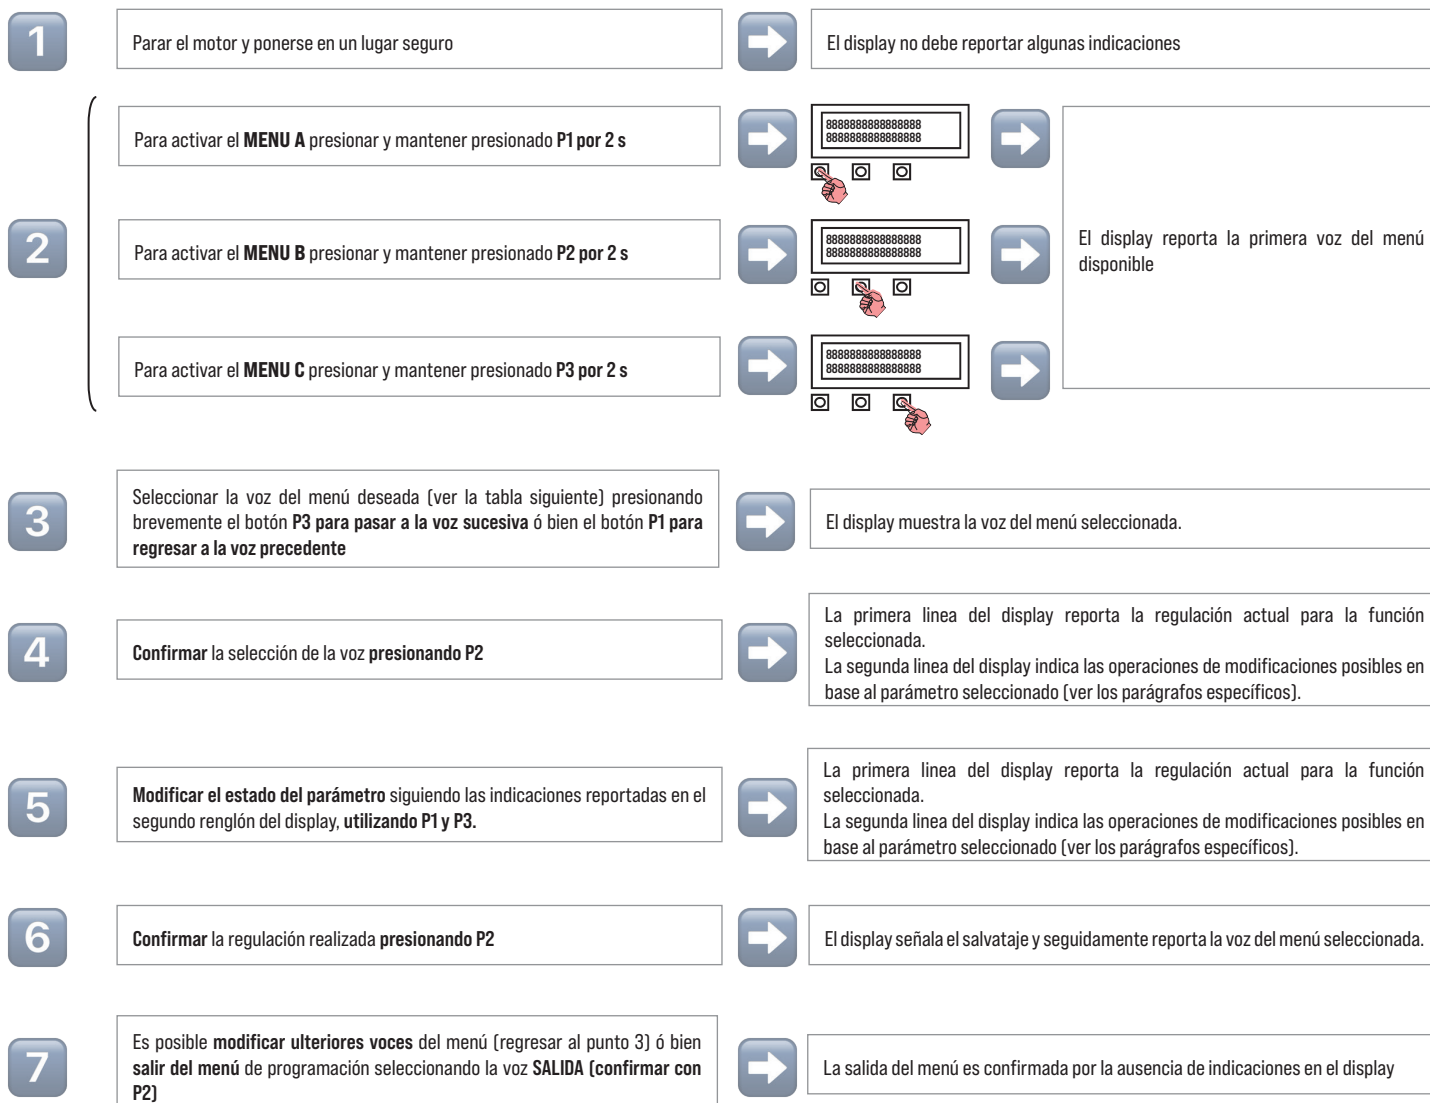 1
Parar el motor y ponerse en un lugar seguro
El display no debe reportar algunas indicaciones
2
Para activar el MENU A presionar y mantener presionado P1 por 2 s
8888888888888888
8888888888888888
Para activar el MENU B presionar y mantener presionado P2 por 2 s
8888888888888888
8888888888888888
Para activar el MENU C presionar y mantener presionado P3 por 2 s
8888888888888888
8888888888888888
El display reporta la primera voz del menú
disponible
3
Seleccionar la voz del menú deseada (ver la tabla siguiente) presionando
brevemente el botón P3 para pasar a la voz sucesiva ó bien el botón P1 para
regresar a la voz precedente
El display muestra la voz del menú seleccionada.
4
Confirmar la selección de la voz presionando P2
La primera linea del display reporta la regulación actual para la función
seleccionada.
La segunda linea del display indica las operaciones de modificaciones posibles en
base al parámetro seleccionado (ver los parágrafos específicos).
5
Modificar el estado del parámetro siguiendo las indicaciones reportadas en el
segundo renglón del display, utilizando P1 y P3.
La primera linea del display reporta la regulación actual para la función
seleccionada.
La segunda linea del display indica las operaciones de modificaciones posibles en
base al parámetro seleccionado (ver los parágrafos específicos).
6
Confirmar la regulación realizada presionando P2
El display señala el salvataje y seguidamente reporta la voz del menú seleccionada.
7
Es posible modificar ulteriores voces del menú (regresar al punto 3) ó bien
salir del menú de programación seleccionando la voz SALIDA (confirmar con
P2)
La salida del menú es confirmada por la ausencia de indicaciones en el display